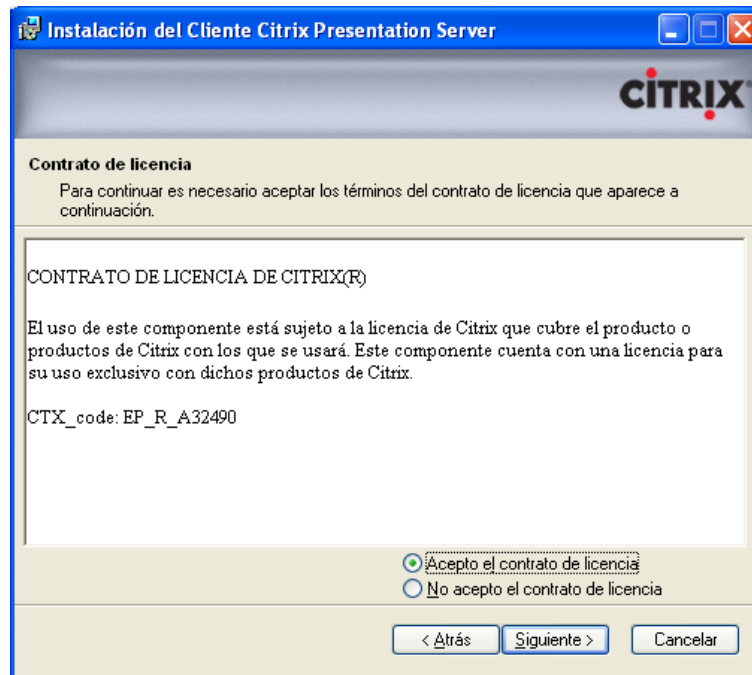 Instalación del Cliente Citrix Presentation Server
CİTRIX
Contrato de licencia
Para continuar es necesario aceptar los términos del contrato de licencia que aparece a
continuación.
CONTRATO DE LICENCIA DE CITRIX(R)
El uso de este componente está sujeto a la licencia de Citrix que cubre el producto o
productos de Citrix con los que se usará. Este componente cuenta con una licencia para
su uso exclusivo con dichos productos de Citrix.
CTX_code: EP_R_A32490
Acepto el contrato de licencia
No acepto el contrato de licencia
< Atrás Siguiente > Cancelar